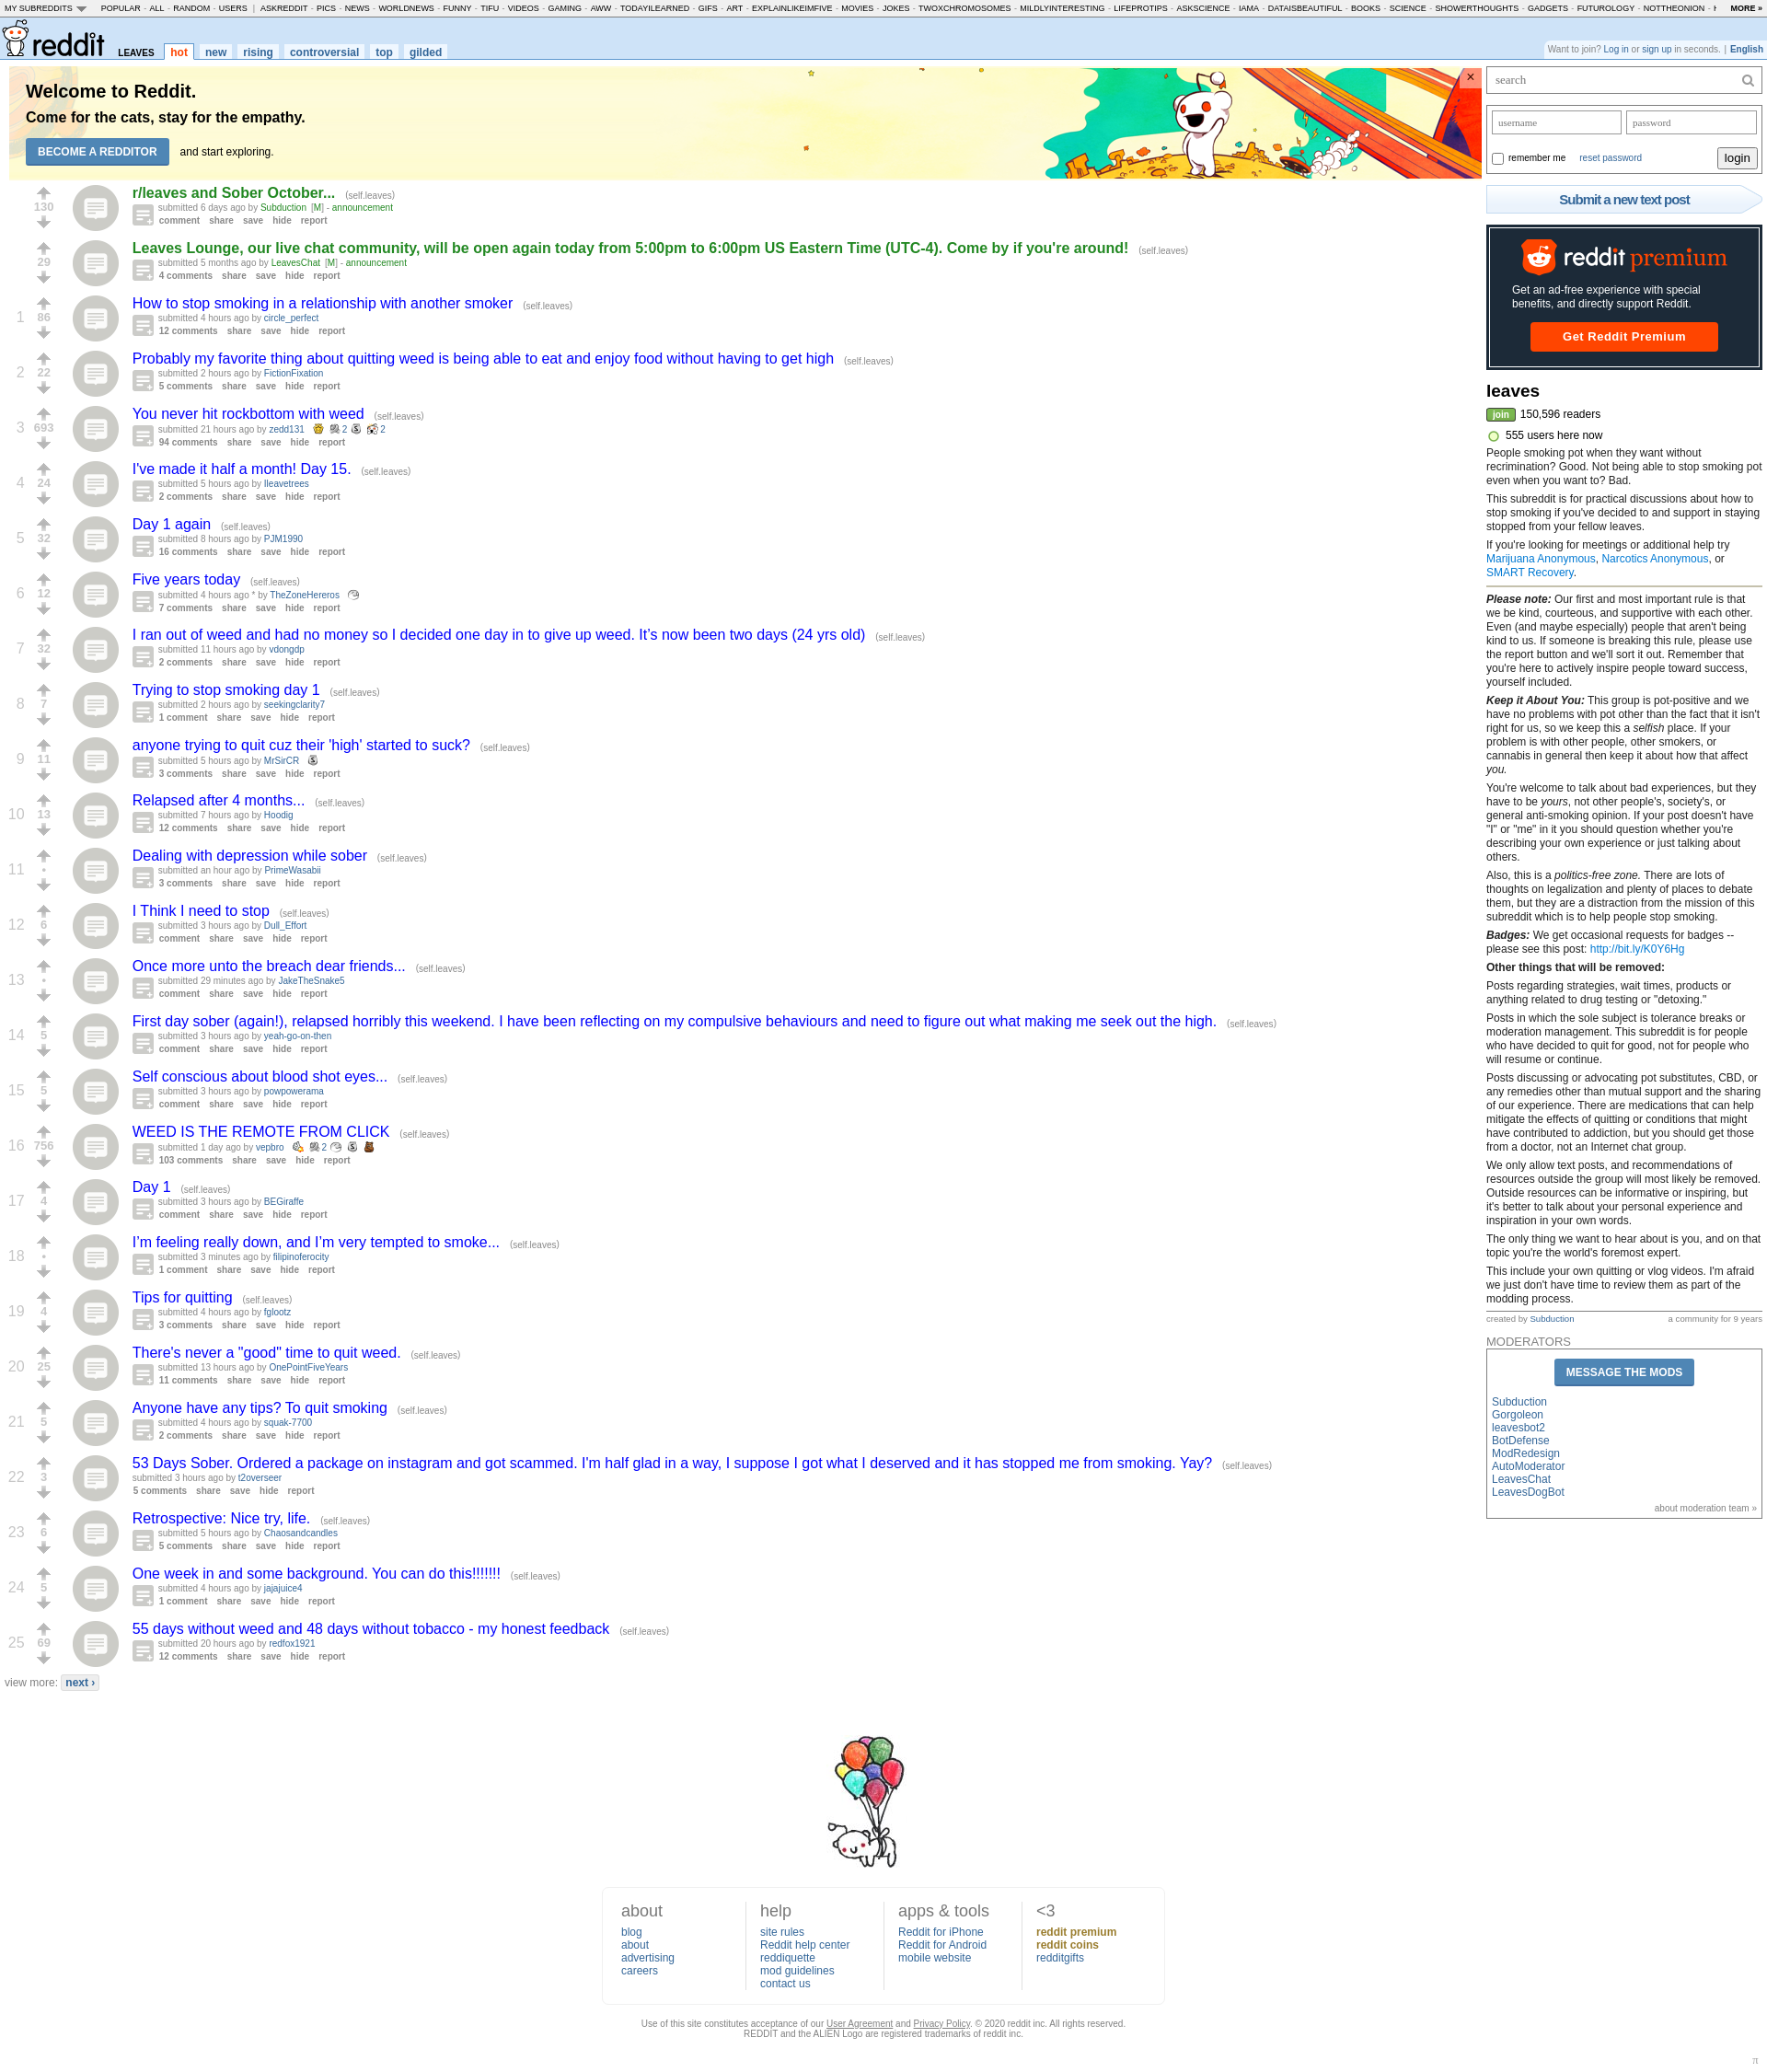 MY SUBREDDITS POPULAR - ALL - RANDOM - USERS | ASKREDDIT - PICS - NEWS - WORLDNEWS - FUNNY - TIFU - VIDEOS - GAMING - AWW - TODAYILEARNED - GIFS - ART - EXPLAINLIKEIMFIVE - MOVIES - JOKES - TWOXCHROMOSOMES - MILDLYINTERESTING - LIFEPROTIPS - ASKSCIENCE - IAMA - DATAISBEAUTIFUL - BOOKS - SCIENCE - SHOWERTHOUGHTS - GADGETS - FUTUROLOGY - NOTTHEONION - MORE »
reddit LEAVES hot new rising controversial top gilded
Want to join? Log in or sign up in seconds. | English
Welcome to Reddit.
Come for the cats, stay for the empathy.
BECOME A REDDITOR and start exploring.
×
130
r/leaves and Sober October... (self.leaves)
submitted 6 days ago by Subduction [M] - announcement
comment share save hide report
29
Leaves Lounge, our live chat community, will be open again today from 5:00pm to 6:00pm US Eastern Time (UTC-4). Come by if you're around! (self.leaves)
submitted 5 months ago by LeavesChat [M] - announcement
4 comments share save hide report
1 86
How to stop smoking in a relationship with another smoker (self.leaves)
submitted 4 hours ago by circle_perfect
12 comments share save hide report
2 22
Probably my favorite thing about quitting weed is being able to eat and enjoy food without having to get high (self.leaves)
submitted 2 hours ago by FictionFixation
5 comments share save hide report
3 693
You never hit rockbottom with weed (self.leaves)
submitted 21 hours ago by zedd131 2 2
94 comments share save hide report
4 24
I've made it half a month! Day 15. (self.leaves)
submitted 5 hours ago by Ileavetrees
2 comments share save hide report
5 32
Day 1 again (self.leaves)
submitted 8 hours ago by PJM1990
16 comments share save hide report
6 12
Five years today (self.leaves)
submitted 4 hours ago * by TheZoneHereros
7 comments share save hide report
7 32
I ran out of weed and had no money so I decided one day in to give up weed. It’s now been two days (24 yrs old) (self.leaves)
submitted 11 hours ago by vdongdp
2 comments share save hide report
8 7
Trying to stop smoking day 1 (self.leaves)
submitted 2 hours ago by seekingclarity7
1 comment share save hide report
9 11
anyone trying to quit cuz their 'high' started to suck? (self.leaves)
submitted 5 hours ago by MrSirCR
3 comments share save hide report
10 13
Relapsed after 4 months... (self.leaves)
submitted 7 hours ago by Hoodig
12 comments share save hide report
11 •
Dealing with depression while sober (self.leaves)
submitted an hour ago by PrimeWasabii
3 comments share save hide report
12 6
I Think I need to stop (self.leaves)
submitted 3 hours ago by Dull_Effort
comment share save hide report
13 •
Once more unto the breach dear friends... (self.leaves)
submitted 29 minutes ago by JakeTheSnake5
comment share save hide report
14 5
First day sober (again!), relapsed horribly this weekend. I have been reflecting on my compulsive behaviours and need to figure out what making me seek out the high. (self.leaves)
submitted 3 hours ago by yeah-go-on-then
comment share save hide report
15 5
Self conscious about blood shot eyes... (self.leaves)
submitted 3 hours ago by powpowerama
comment share save hide report
16 756
WEED IS THE REMOTE FROM CLICK (self.leaves)
submitted 1 day ago by vepbro 2
103 comments share save hide report
17 4
Day 1 (self.leaves)
submitted 3 hours ago by BEGiraffe
comment share save hide report
18 •
I’m feeling really down, and I’m very tempted to smoke... (self.leaves)
submitted 3 minutes ago by filipinoferocity
1 comment share save hide report
19 4
Tips for quitting (self.leaves)
submitted 4 hours ago by fglootz
3 comments share save hide report
20 25
There's never a "good" time to quit weed. (self.leaves)
submitted 13 hours ago by OnePointFiveYears
11 comments share save hide report
21 5
Anyone have any tips? To quit smoking (self.leaves)
submitted 4 hours ago by squak-7700
2 comments share save hide report
22 3
53 Days Sober. Ordered a package on instagram and got scammed. I'm half glad in a way, I suppose I got what I deserved and it has stopped me from smoking. Yay? (self.leaves)
submitted 3 hours ago by t2overseer
5 comments share save hide report
23 6
Retrospective: Nice try, life. (self.leaves)
submitted 5 hours ago by Chaosandcandles
5 comments share save hide report
24 5
One week in and some background. You can do this!!!!!!! (self.leaves)
submitted 4 hours ago by jajajuice4
1 comment share save hide report
25 69
55 days without weed and 48 days without tobacco - my honest feedback (self.leaves)
submitted 20 hours ago by redfox1921
12 comments share save hide report
view more: next ›
search
username password
remember me reset password login
Submit a new text post
reddit premium
Get an ad-free experience with special
benefits, and directly support Reddit.
Get Reddit Premium
leaves
join 150,596 readers
555 users here now
People smoking pot when they want without
recrimination? Good. Not being able to stop smoking pot
even when you want to? Bad.
This subreddit is for practical discussions about how to
stop smoking if you've decided to and support in staying
stopped from your fellow leaves.
If you're looking for meetings or additional help try
Marijuana Anonymous, Narcotics Anonymous, or
SMART Recovery.
Please note: Our first and most important rule is that
we be kind, courteous, and supportive with each other.
Even (and maybe especially) people that aren't being
kind to us. If someone is breaking this rule, please use
the report button and we'll sort it out. Remember that
you're here to actively inspire people toward success,
yourself included.
Keep it About You: This group is pot-positive and we
have no problems with pot other than the fact that it isn't
right for us, so we keep this a selfish place. If your
problem is with other people, other smokers, or
cannabis in general then keep it about how that affect
you.
You're welcome to talk about bad experiences, but they
have to be yours, not other people's, society's, or
general anti-smoking opinion. If your post doesn't have
"I" or "me" in it you should question whether you're
describing your own experience or just talking about
others.
Also, this is a politics-free zone. There are lots of
thoughts on legalization and plenty of places to debate
them, but they are a distraction from the mission of this
subreddit which is to help people stop smoking.
Badges: We get occasional requests for badges --
please see this post: http://bit.ly/K0Y6Hg
Other things that will be removed:
Posts regarding strategies, wait times, products or
anything related to drug testing or "detoxing."
Posts in which the sole subject is tolerance breaks or
moderation management. This subreddit is for people
who have decided to quit for good, not for people who
will resume or continue.
Posts discussing or advocating pot substitutes, CBD, or
any remedies other than mutual support and the sharing
of our experience. There are medications that can help
mitigate the effects of quitting or conditions that might
have contributed to addiction, but you should get those
from a doctor, not an Internet chat group.
We only allow text posts, and recommendations of
resources outside the group will most likely be removed.
Outside resources can be informative or inspiring, but
it's better to talk about your personal experience and
inspiration in your own words.
The only thing we want to hear about is you, and on that
topic you're the world's foremost expert.
This include your own quitting or vlog videos. I'm afraid
we just don't have time to review them as part of the
modding process.
created by Subduction a community for 9 years
MODERATORS
MESSAGE THE MODS
Subduction
Gorgoleon
leavesbot2
BotDefense
ModRedesign
AutoModerator
LeavesChat
LeavesDogBot
about moderation team »
about
blog
about
advertising
careers
help
site rules
Reddit help center
reddiquette
mod guidelines
contact us
apps & tools
Reddit for iPhone
Reddit for Android
mobile website
<3
reddit premium
reddit coins
redditgifts
Use of this site constitutes acceptance of our User Agreement and Privacy Policy. © 2020 reddit inc. All rights reserved.
REDDIT and the ALIEN Logo are registered trademarks of reddit inc.
π